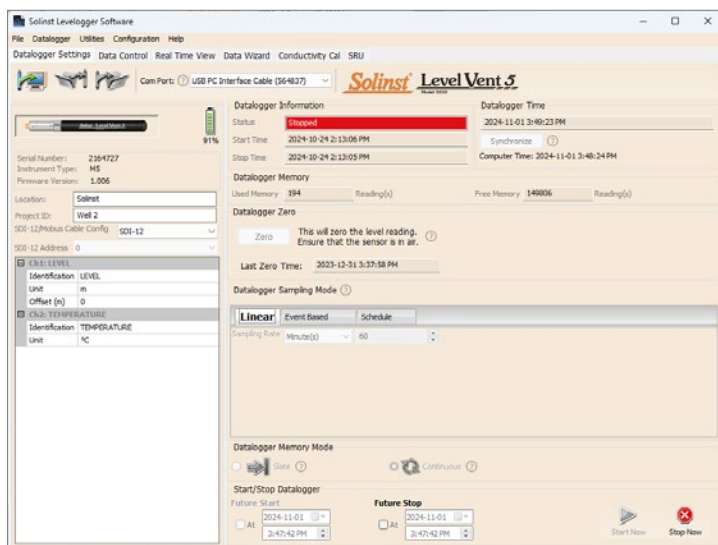 Solinst Levelogger Software
File Datalogger Utilities Configuration Help
Datalogger Settings Data Control Real Time View Data Wizard Conductivity Cal SRU
Com Port: USB PC Interface Cable (564837) Solinst Level Vent 5
91%
Serial Number: 2164727
Instrument Type: M5
Firmware Version: 1.006
Location: Solinst
Project ID: Well 2
SDI-12/Mobus Cable Config SDI-12
SDI-12 Address 0
Ch1: LEVEL
Identification LEVEL
Unit m
Offset (m) 0
Ch2: TEMPERATURE
Identification TEMPERATURE
Unit °C
Datalogger Information
Status Stopped
Start Time 2024-10-24 2:13:06 PM
Stop Time 2024-10-24 2:13:05 PM
Datalogger Time
2024-11-01 3:49:23 PM
Synchronize
Computer Time: 2024-11-01 3:48:24 PM
Datalogger Memory
Used Memory 194 Reading(s) Free Memory 149806 Reading(s)
Datalogger Zero
Zero This will zero the level reading.
Ensure that the sensor is in air.
Last Zero Time: 2023-12-31 3:37:58 PM
Datalogger Sampling Mode
Linear Event Based Schedule
Sampling Rate Minute(s) 60
Datalogger Memory Mode
Slate Continuous
Start/Stop Datalogger
Future Start Future Stop
At 2024-11-01 At 2024-11-01
3:47:42 PM 3:47:42 PM
Start Now Stop Now